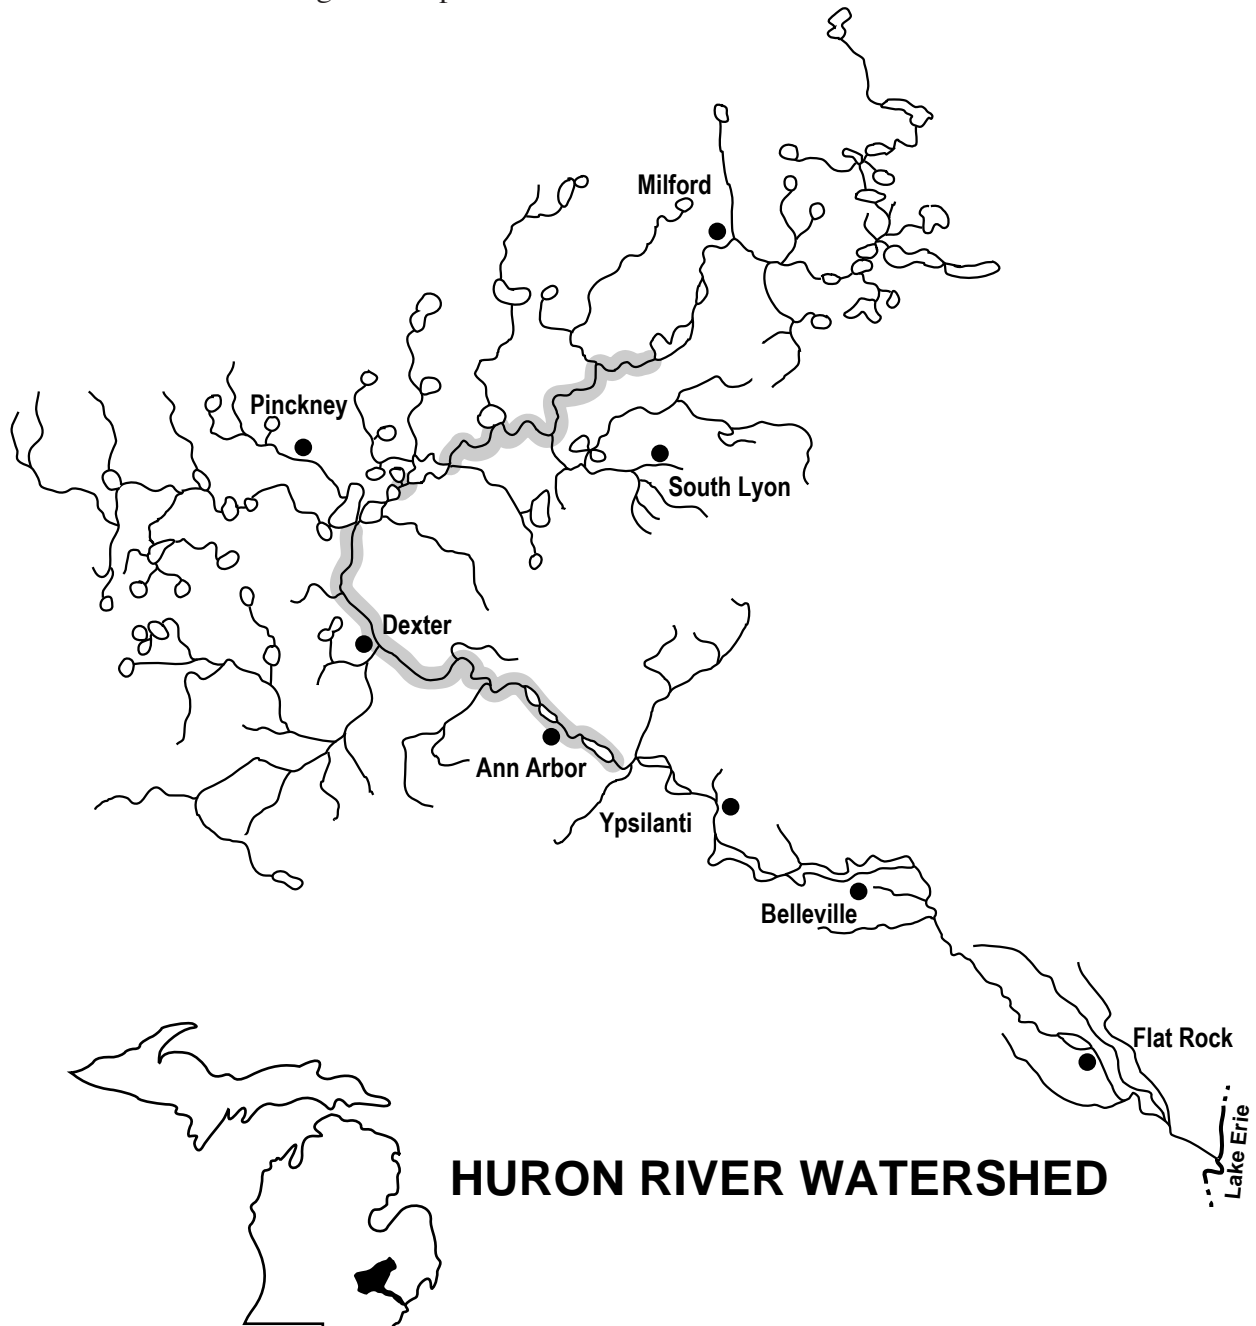 Milford
Pinckney
South Lyon
Dexter
Ann Arbor
Ypsilanti
Belleville
Flat Rock
Lake Erie
HURON RIVER WATERSHED